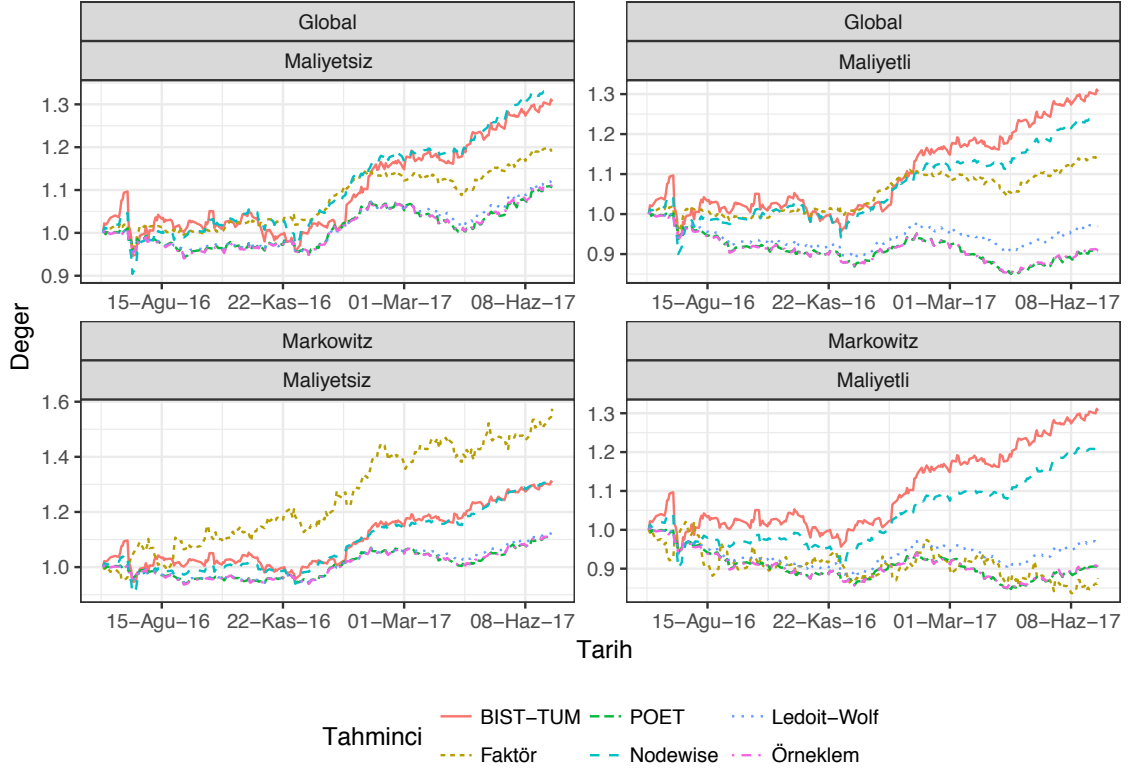 Global
Maliyetsiz
Global
Maliyetli
1.3
1.2
1.1
1.0
0.9
15−Agu−16 22−Kas−16 01−Mar−17 08−Haz−17
1.3
1.2
1.1
1.0
0.9
15−Agu−16 22−Kas−16 01−Mar−17 08−Haz−17
Deger
Markowitz
Maliyetsiz
Markowitz
Maliyetli
1.6
1.4
1.2
1.0
15−Agu−16 22−Kas−16 01−Mar−17 08−Haz−17
1.3
1.2
1.1
1.0
0.9
15−Agu−16 22−Kas−16 01−Mar−17 08−Haz−17
Tarih
Tahminci
BIST−TUM POET Ledoit-Wolf
Faktör Nodewise Örneklem